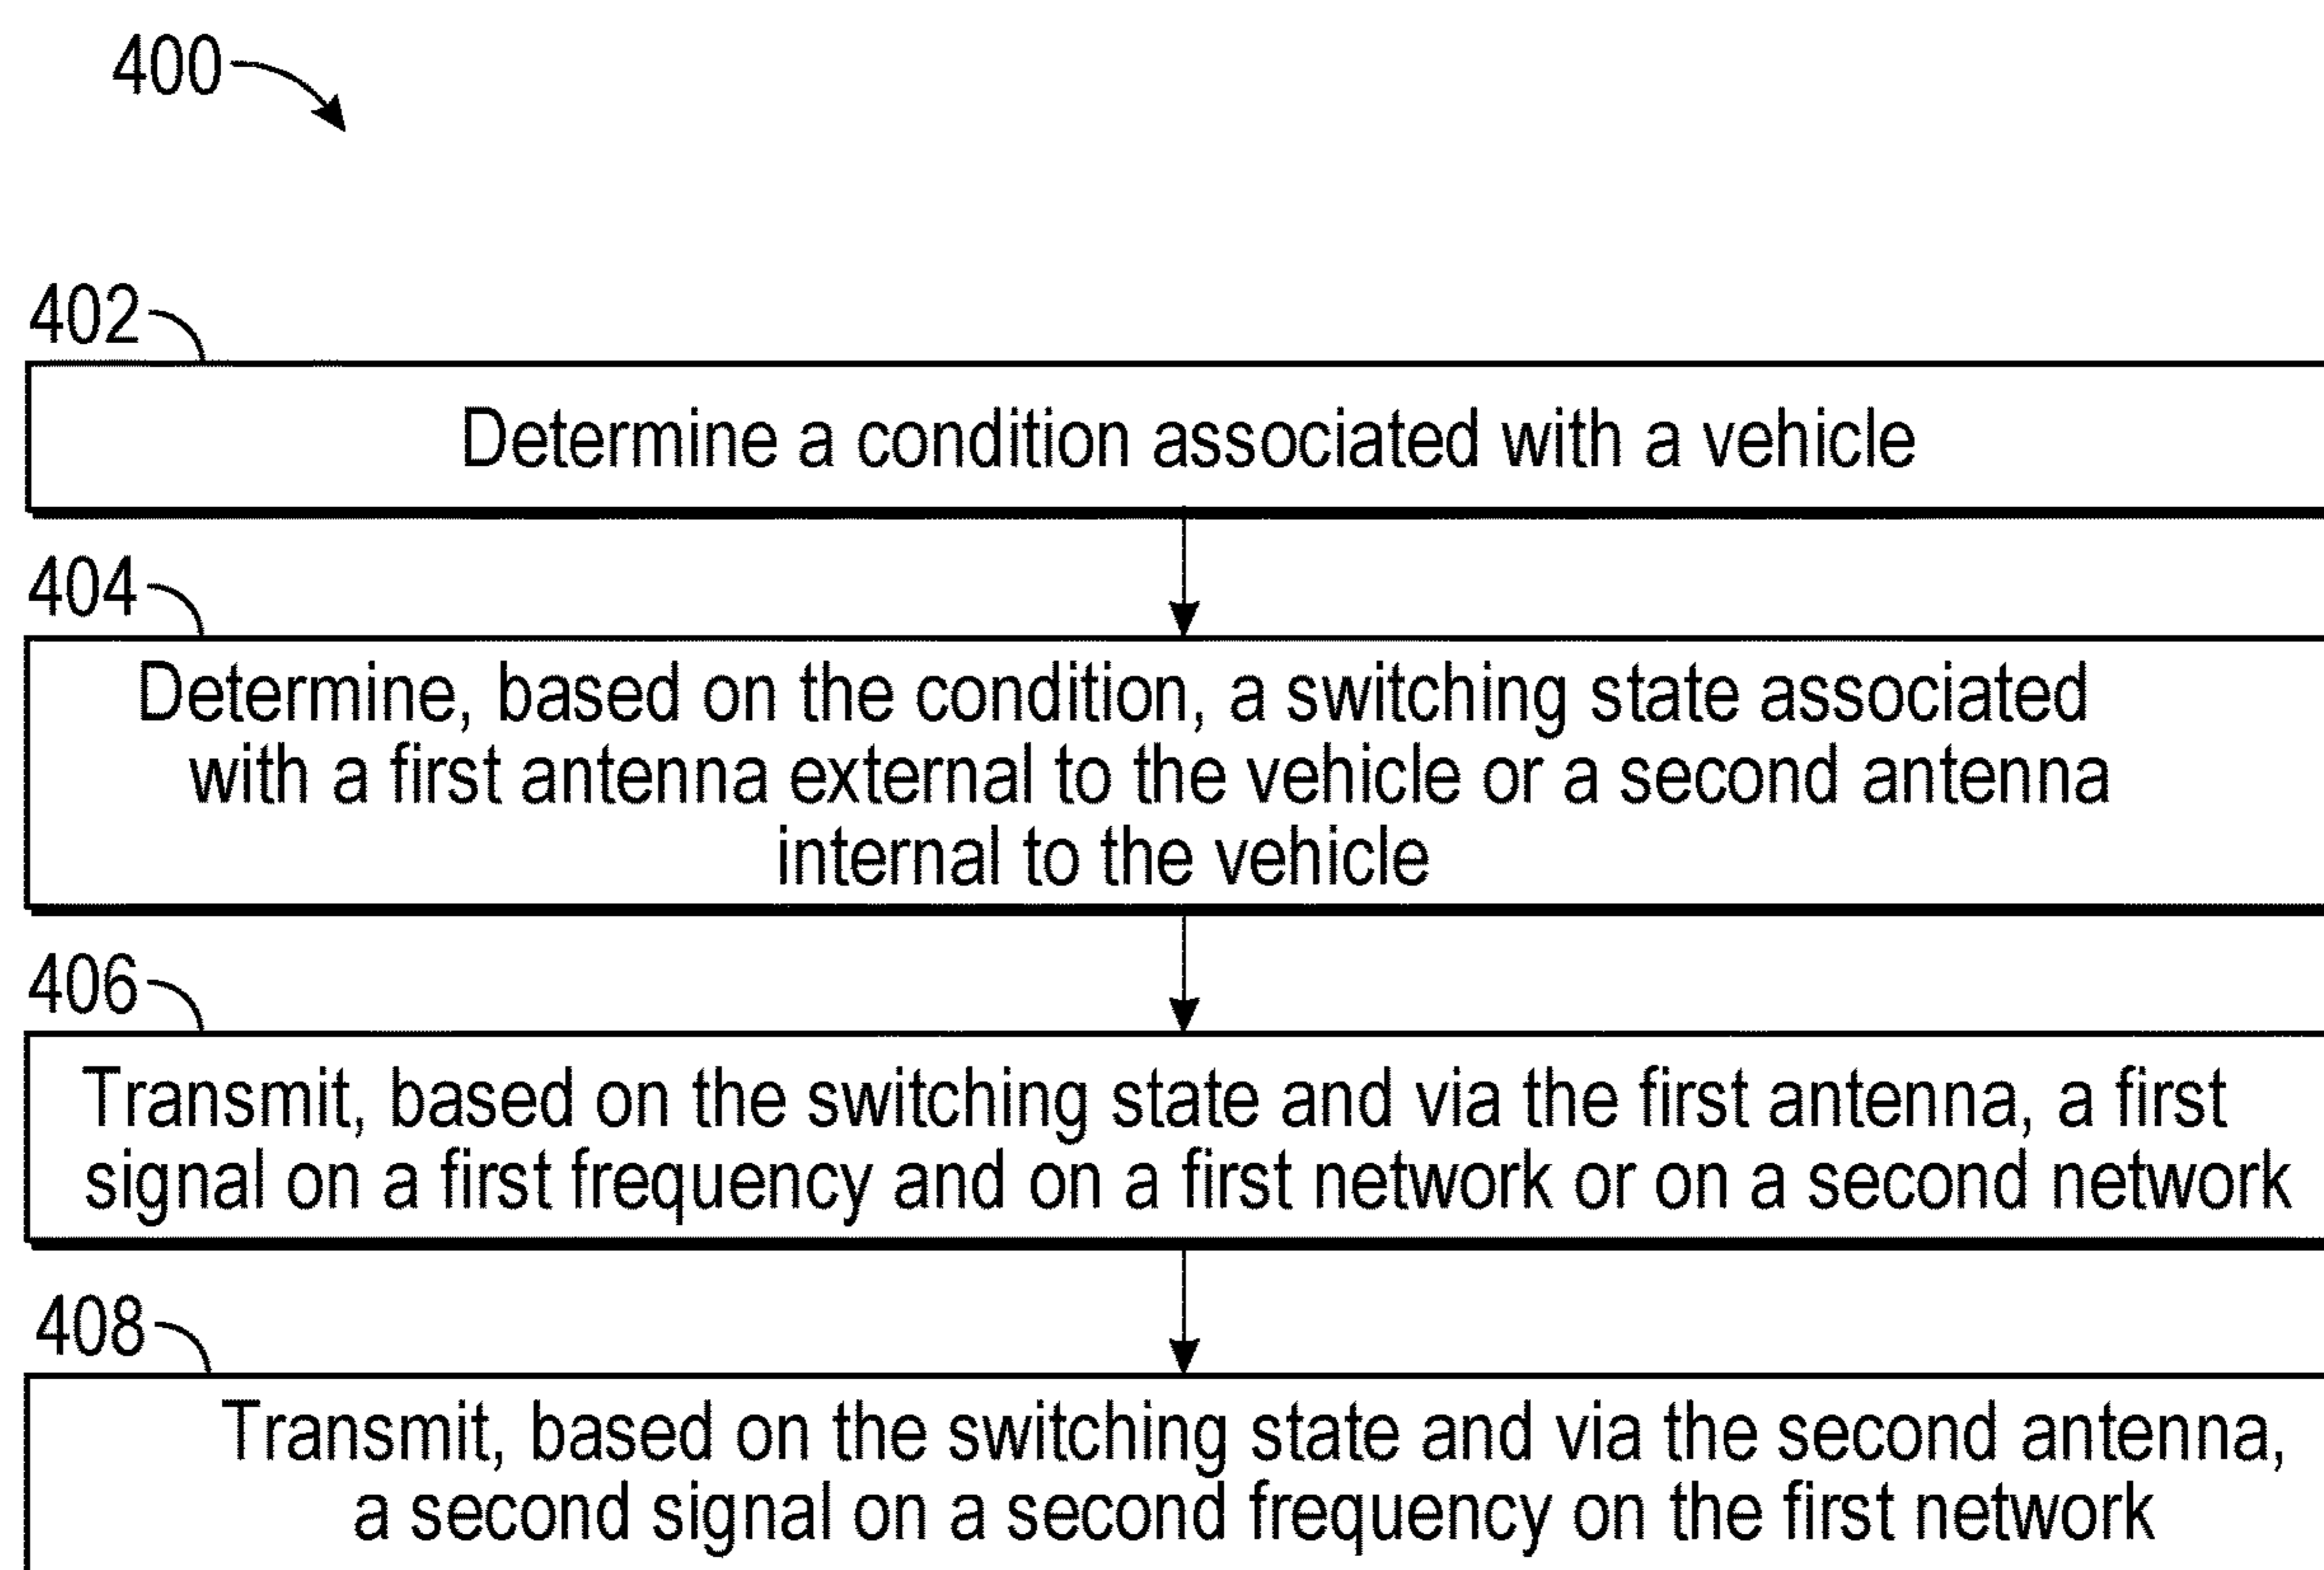 400
402
Determine a condition associated with a vehicle
404
Determine, based on the condition, a switching state associated
with a first antenna external to the vehicle or a second antenna
internal to the vehicle
406
Transmit, based on the switching state and via the first antenna, a first
signal on a first frequency and on a first network or on a second network
408
Transmit, based on the switching state and via the second antenna,
a second signal on a second frequency on the first network